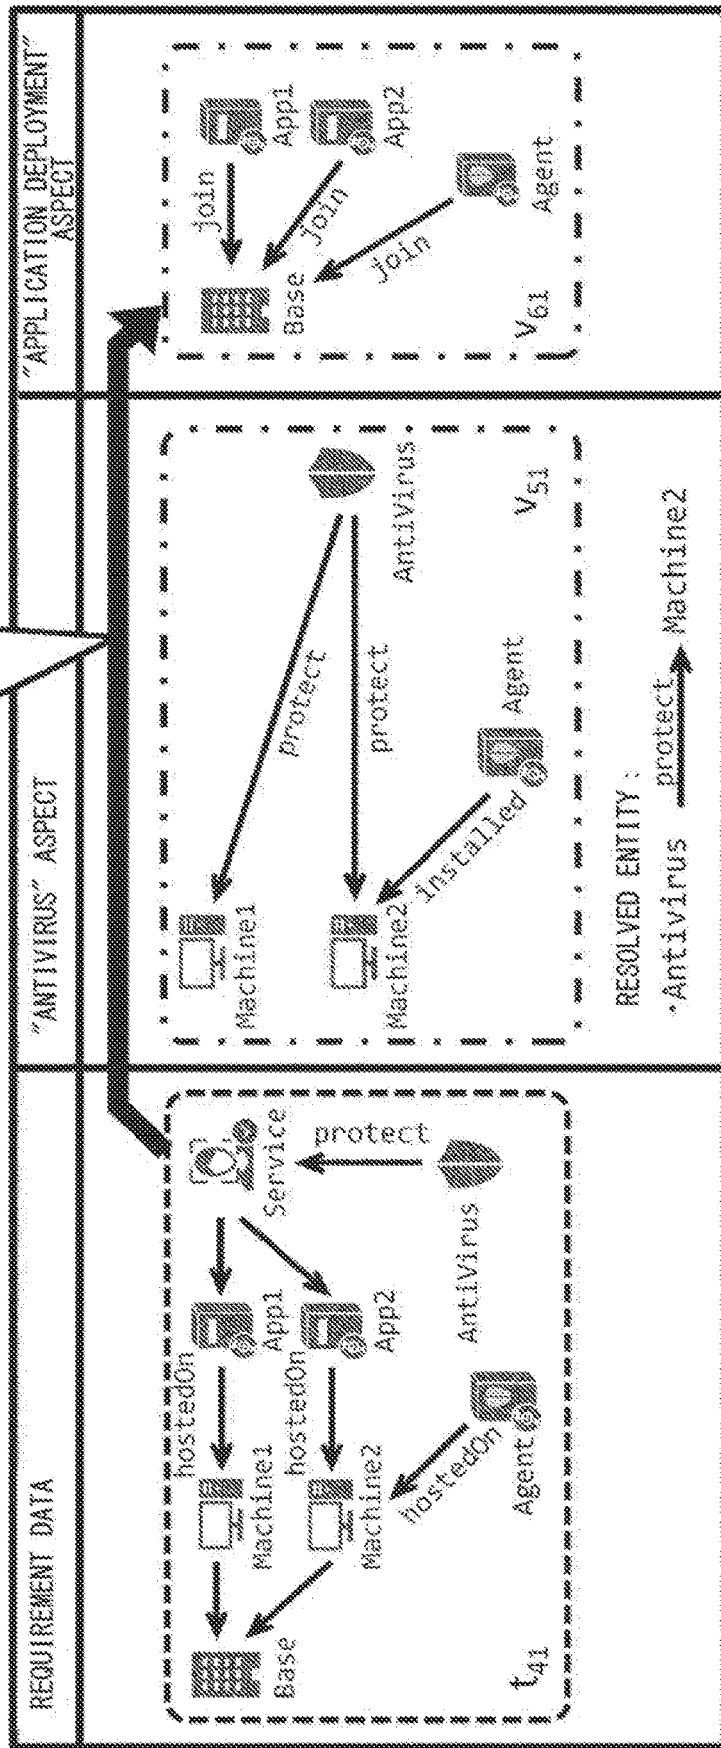 REQUIREMENT DATA
"ANTIVIRUS" ASPECT
"APPLICATION DEPLOYMENT"
ASPECT
Base
Machine1
hostedOn
App1
Service
Machine2
hostedOn
App2
protect
Agent
hostedOn
AntiVirus
t41
Machine1
protect
AntiVirus
Machine2
protect
installed
Agent
v51
RESOLVED ENTITY :
*Antivirus protect Machine2
Base
join
App1
join
App2
join
Agent
v61